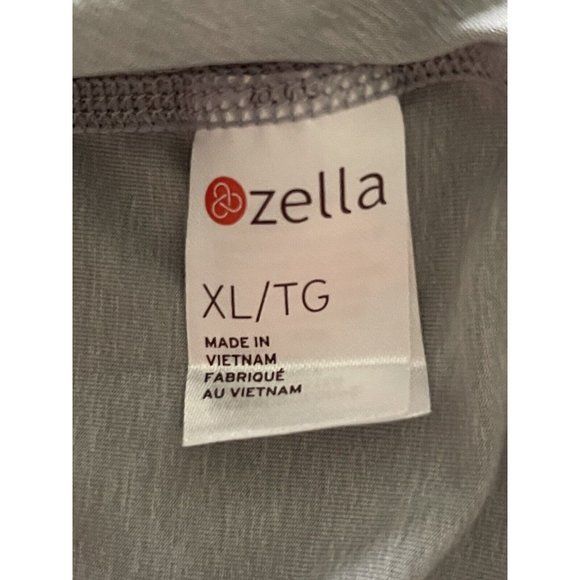 zella
XL/TG
MADE IN
VIETNAM
FABRIQUÉ
AU VIETNAM